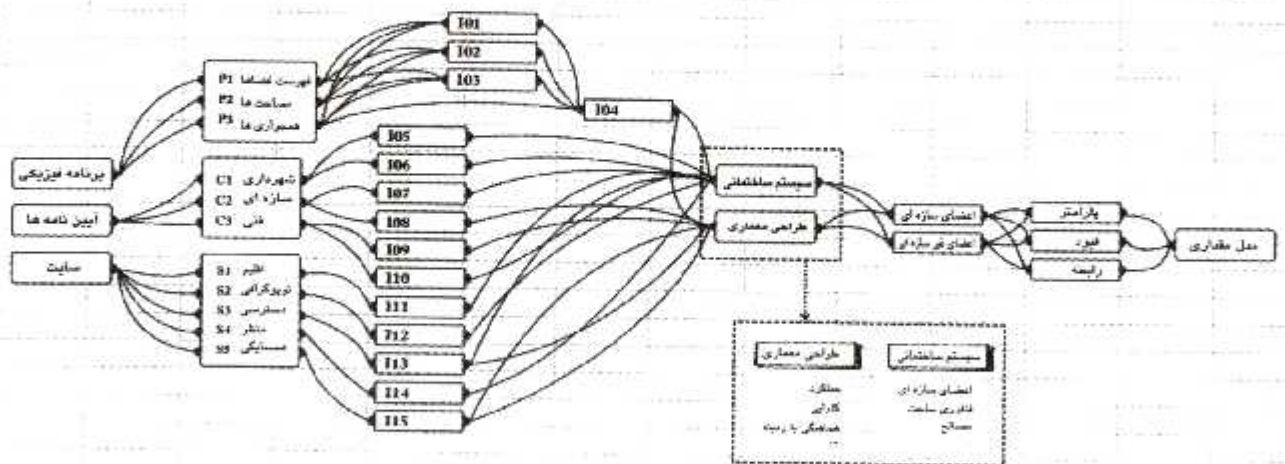 I01
I02
I03
I04
P1 فهرست فضاها
P2 مساحت ها
P3 همجواری ها
برنامه فیزیکی
آیین نامه ها
سایت
C1 شهرداری
C2 سازه ای
C3 فنی
S1 اقلیم
S2 توپوگرافی
S3 دسترسی
S4 منظر
S5 همسایگی
I05
I06
I07
I08
I09
I10
I11
I12
I13
I14
I15
سیستم ساختمانی
طراحی معماری
اعضای سازه ای
اعضای غیر سازه ای
پارامتر
قیود
رابطه
مدل مقداری
طراحی معماری
عملکرد
کارایی
هماهنگی با زمینه
...
سیستم ساختمانی
اعضای سازه ای
فناوری ساخت
مصالح